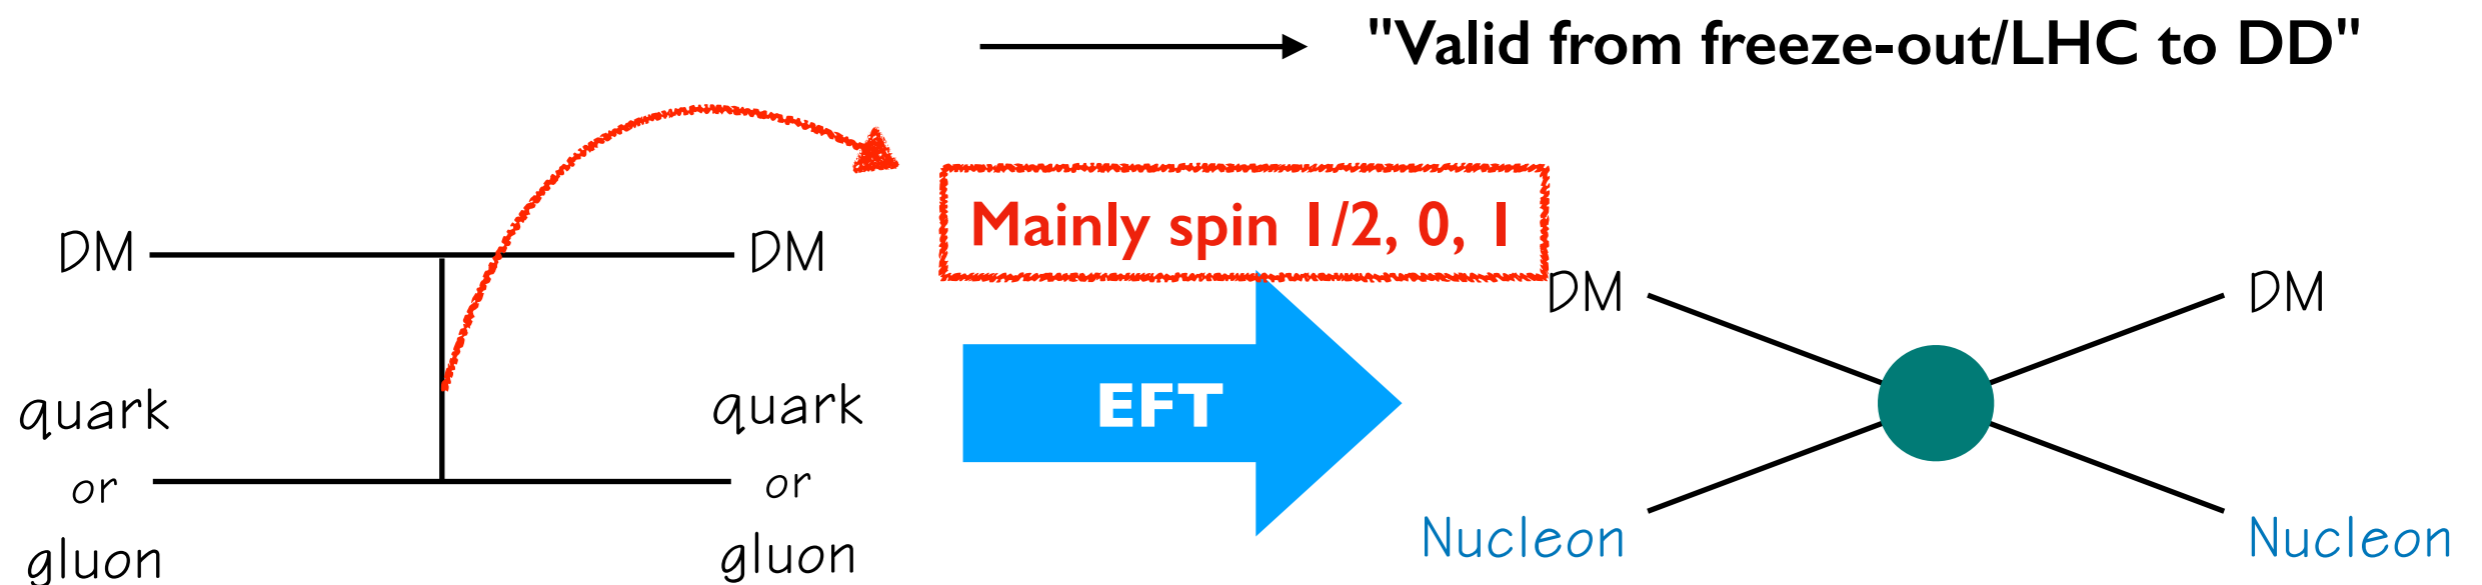 "Valid from freeze-out/LHC to DD"
Mainly spin 1/2, 0, 1
DM
DM
quark
or
gluon
quark
or
gluon
EFT
DM
DM
Nucleon
Nucleon